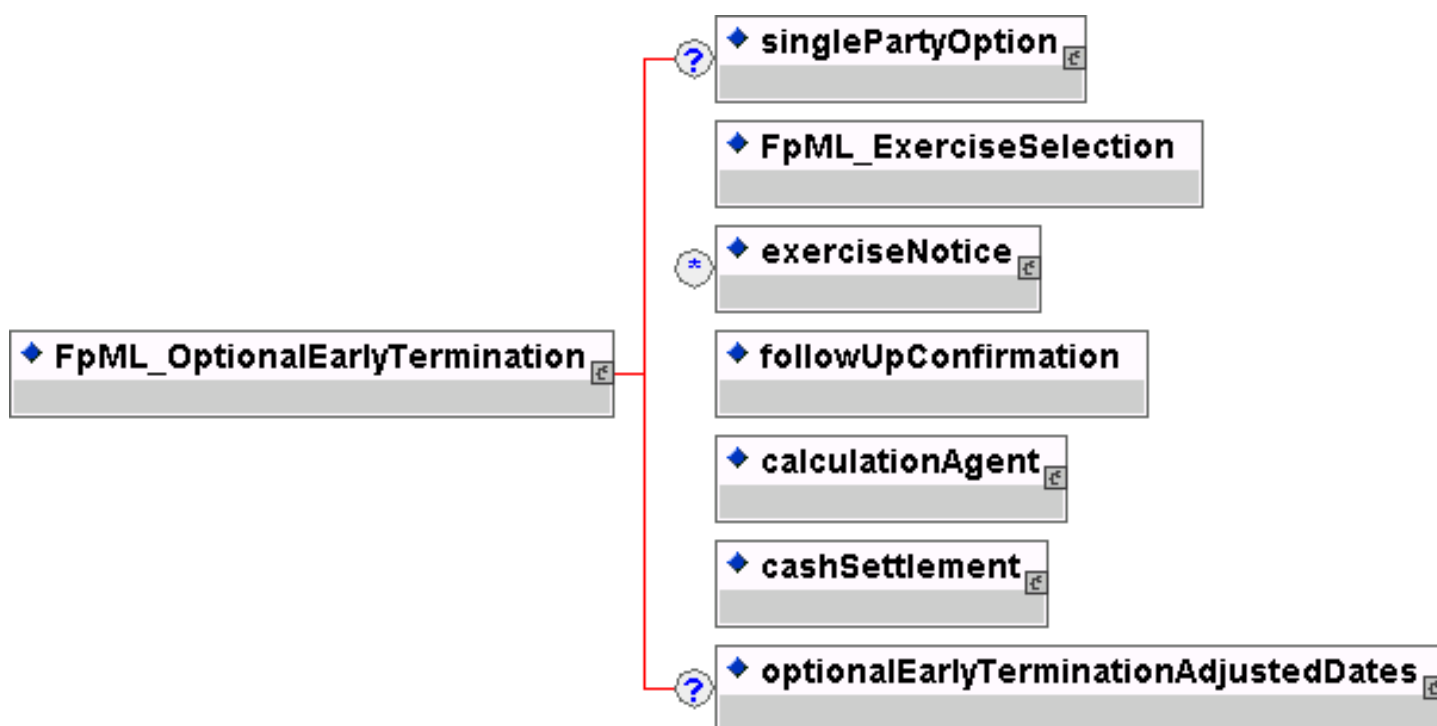 singlePartyOption
?
FpML_ExerciseSelection
exerciseNotice
*
FpML_OptionalEarlyTermination
followUpConfirmation
calculationAgent
cashSettlement
optionalEarlyTerminationAdjustedDates
?